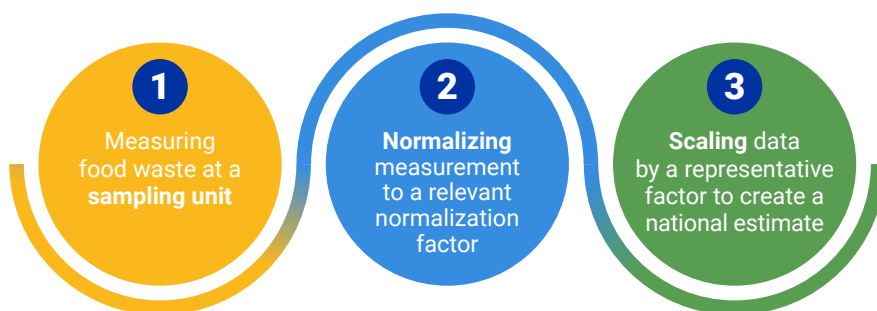 1
Measuring
food waste at a
sampling unit
2
Normalizing
measurement
to a relevant
normalization
factor
3
Scaling data
by a representative
factor to create a
national estimate